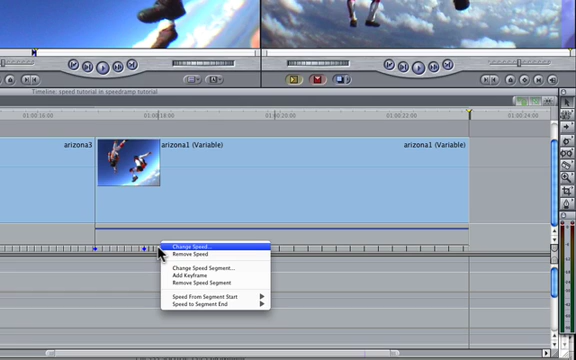 Timeline: speed tutorial in speedramp tutorial
01:00:16:00
01:00:18:00
01:00:20:00
01:00:22:00
01:00:24:00
arizona3
arizona1 (Variable)
arizona1 (Variable)
Change Speed...
Remove Speed
Change Speed Segment...
Add Keyframe
Remove Speed Segment
Speed From Segment Start
Speed to Segment End